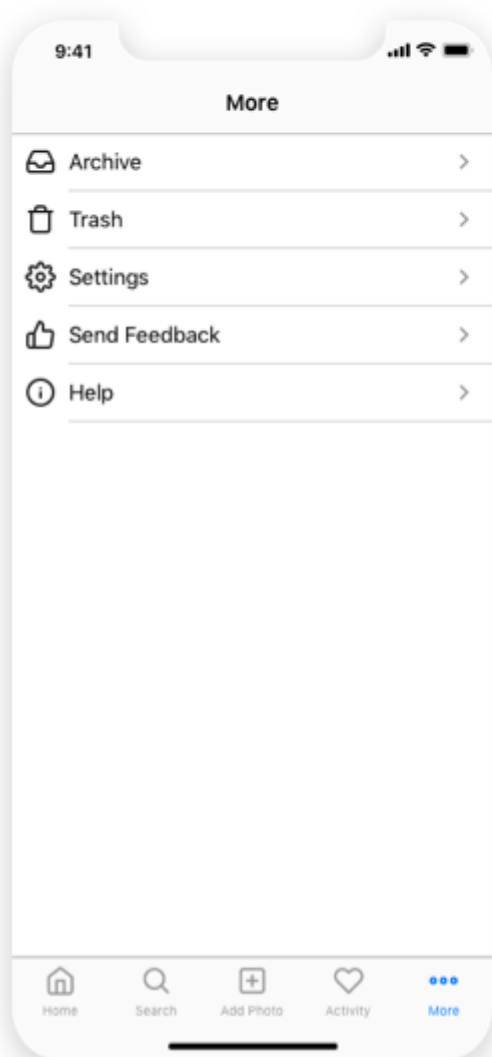 9:41
More
Archive
Trash
Settings
Send Feedback
Help
Home Search Add Photo Activity More